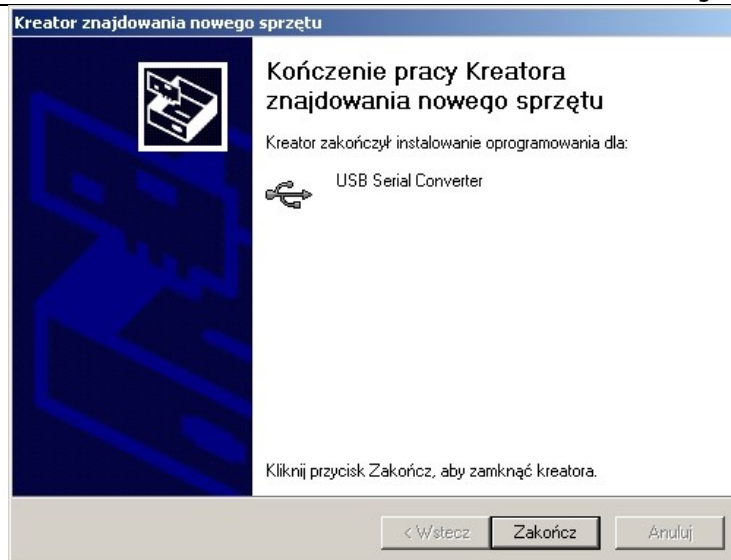 Kreator znajdowania nowego sprzętu
Kończenie pracy Kreatora
znajdowania nowego sprzętu
Kreator zakończył instalowanie oprogramowania dla:
USB Serial Converter
Kliknij przycisk Zakończ, aby zamknąć kreatora.
< Wstecz Zakończ Anuluj